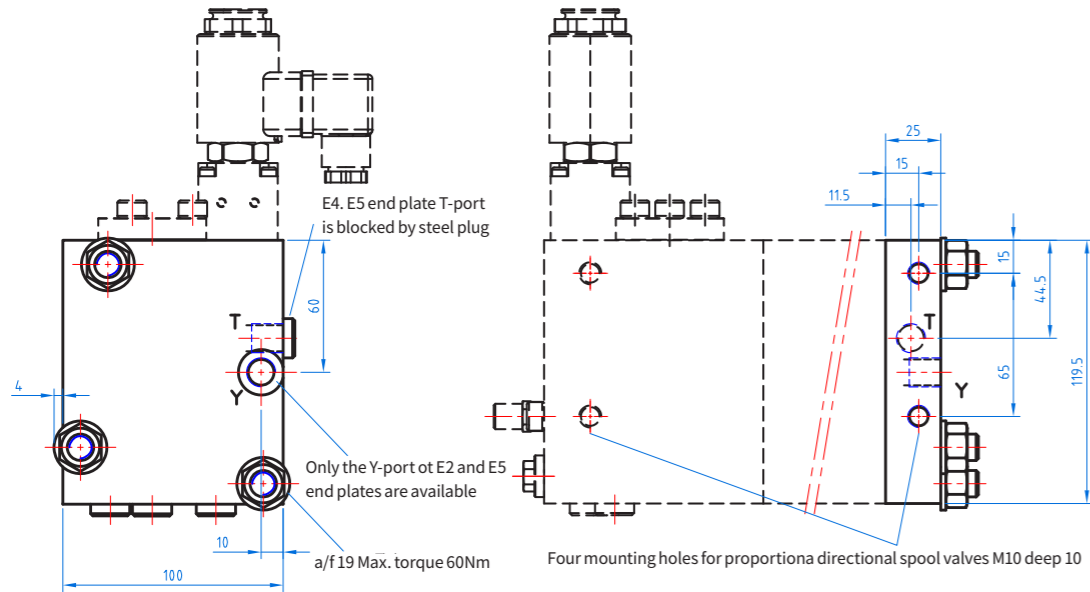 E4. E5 end plate T-port
is blocked by steel plug
60
T
Y
4
Only the Y-port ot E2 and E5
end plates are available
10
a/f 19 Max. torque 60Nm
100
25
15
11.5
15
44.5
T
119.5
65
Y
Four mounting holes for proportiona directional spool valves M10 deep 10